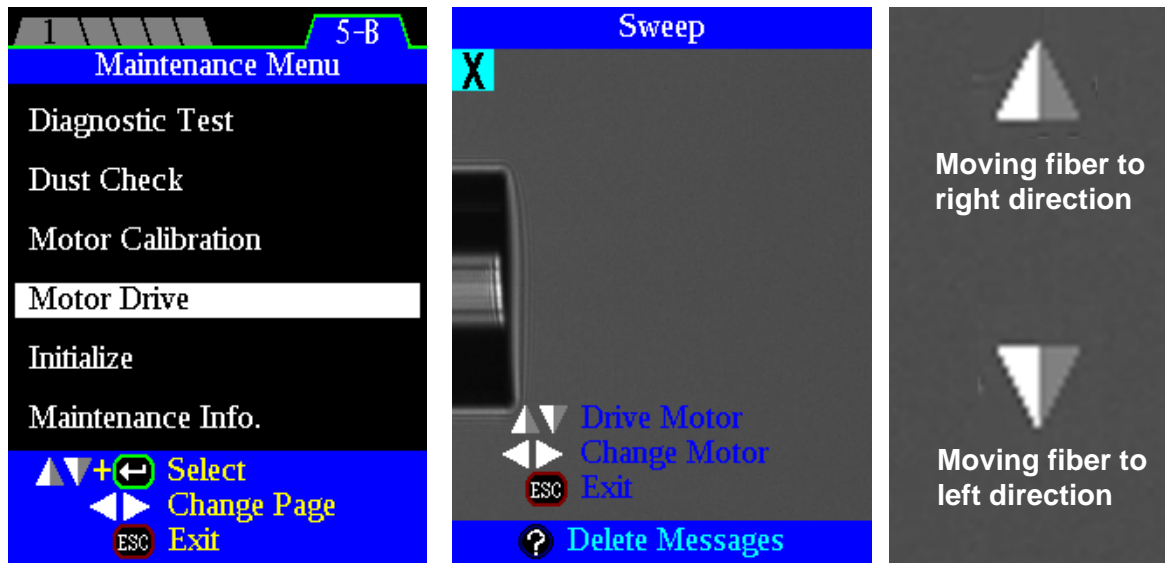 1
5-B
Maintenance Menu
Diagnostic Test
Dust Check
Motor Calibration
Motor Drive
Initialize
Maintenance Info.
+ Select
Change Page
ESC Exit
Sweep
X
Drive Motor
Change Motor
ESC Exit
? Delete Messages
Moving fiber to
right direction
Moving fiber to
left direction